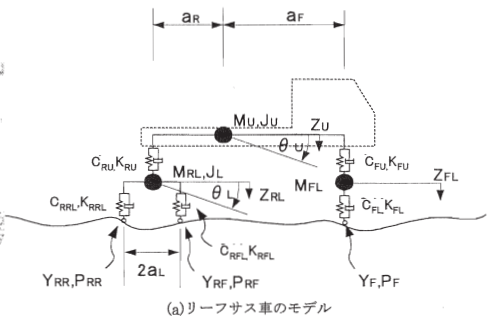 aR aF
MU,JU ZU
θU
CRU,KRU MRL,JL CFU,KFU
MFL ZFL
θL ZRL
CRRL,KRRL CFL,KFL
CRFL,KRFL
2aL
YRR,PRR YRF,PRF YF,PF
(a)リーフサス車のモデル